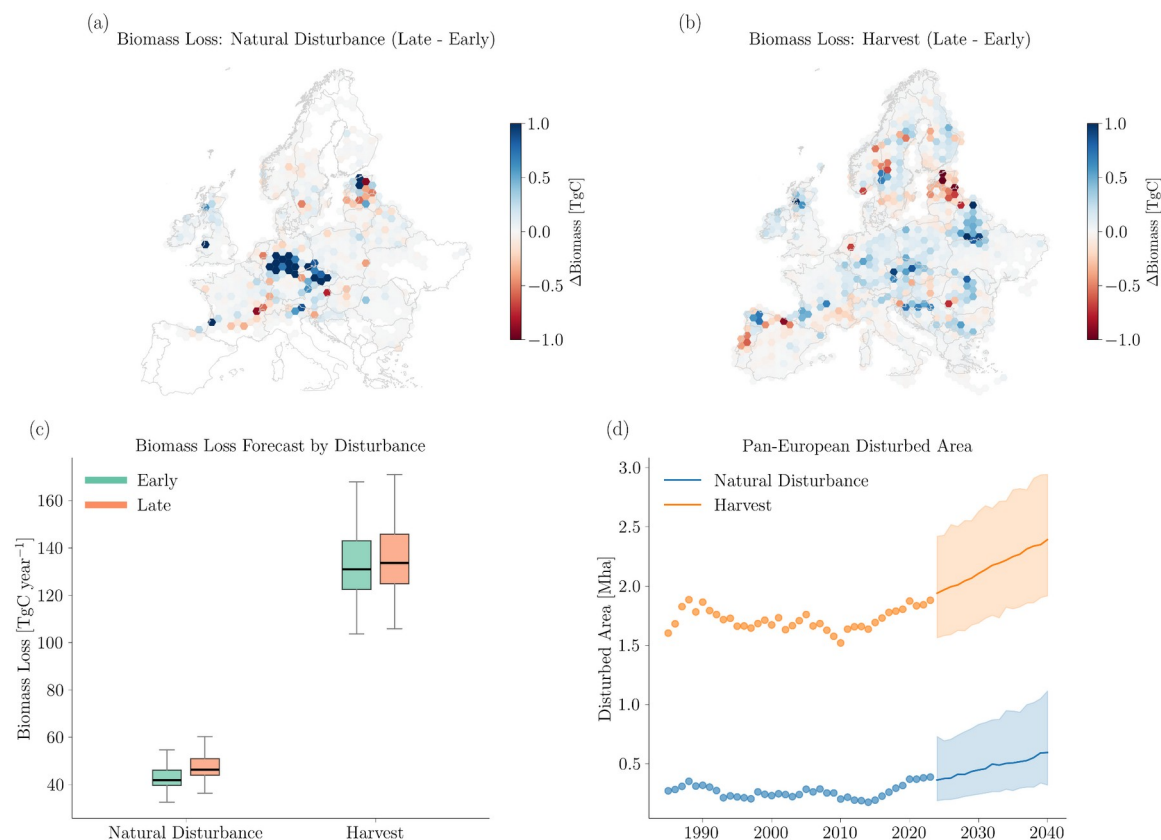 (a)
Biomass Loss: Natural Disturbance (Late - Early)
1.0
0.5
0.0
−0.5
−1.0
ΔBiomass [TgC]
(b)
Biomass Loss: Harvest (Late - Early)
1.0
0.5
0.0
−0.5
−1.0
ΔBiomass [TgC]
(c)
Biomass Loss Forecast by Disturbance
Early
Late
Biomass Loss [TgC year⁻¹]
160
140
120
100
80
60
40
Natural Disturbance
Harvest
(d)
Pan-European Disturbed Area
Natural Disturbance
Harvest
Disturbed Area [Mha]
3.0
2.5
2.0
1.5
1.0
0.5
1990
2000
2010
2020
2030
2040